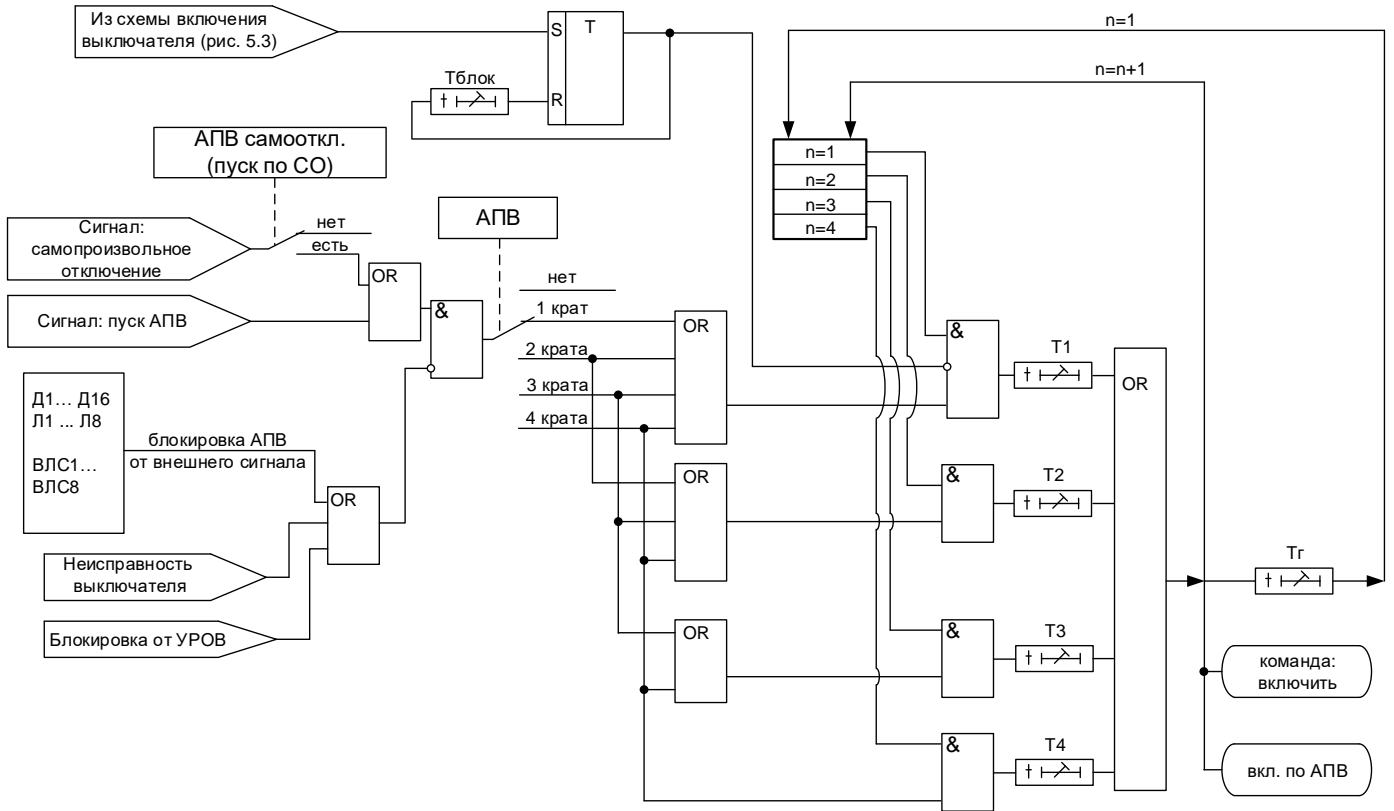 Из схемы включения
выключателя (рис. 5.3)
S
T
R
Тблок
n=1
n=n+1
n=1
n=2
n=3
n=4
АПВ самооткл.
(пуск по СО)
АПВ
Сигнал:
самопроизвольное
отключение
нет
есть
OR
Сигнал: пуск АПВ
&
нет
1 крат
2 крата
3 крата
4 крата
OR
&
T1
OR
Д1... Д16
Л1 ... Л8
ВЛС1...
ВЛС8
блокировка АПВ
от внешнего сигнала
OR
Неисправность
выключателя
Блокировка от УРОВ
OR
&
T2
Тг
OR
&
T3
команда:
включить
&
T4
вкл. по АПВ